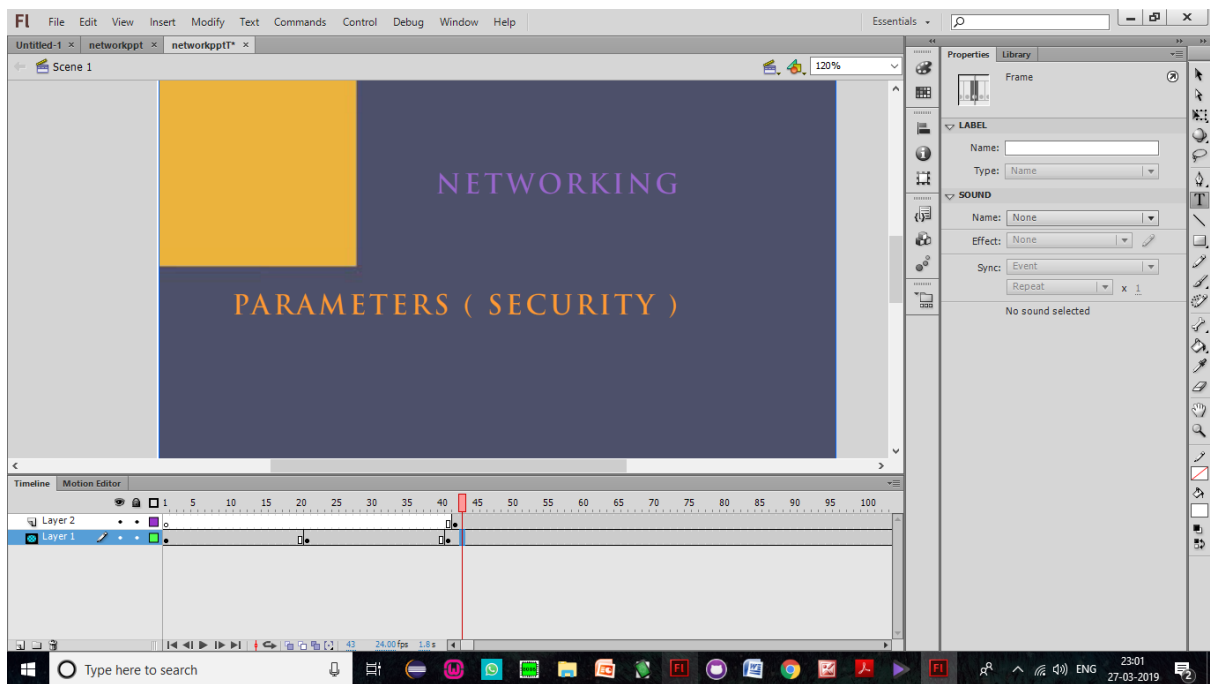 Fl File Edit View Insert Modify Text Commands Control Debug Window Help Essentials
Untitled-1 × networkppt × networkpptT* ×
Scene 1 120%
Properties Library
Frame
LABEL
Name:
Type: Name
SOUND
Name: None
Effect: None
Sync: Event
Repeat x 1
No sound selected
NETWORKING
PARAMETERS ( SECURITY )
Timeline Motion Editor
1 5 10 15 20 25 30 35 40 45 50 55 60 65 70 75 80 85 90 95 100
Layer 2
Layer 1
43 24.00 fps 1.8 s
Type here to search
ENG
23:01
27-03-2019
2